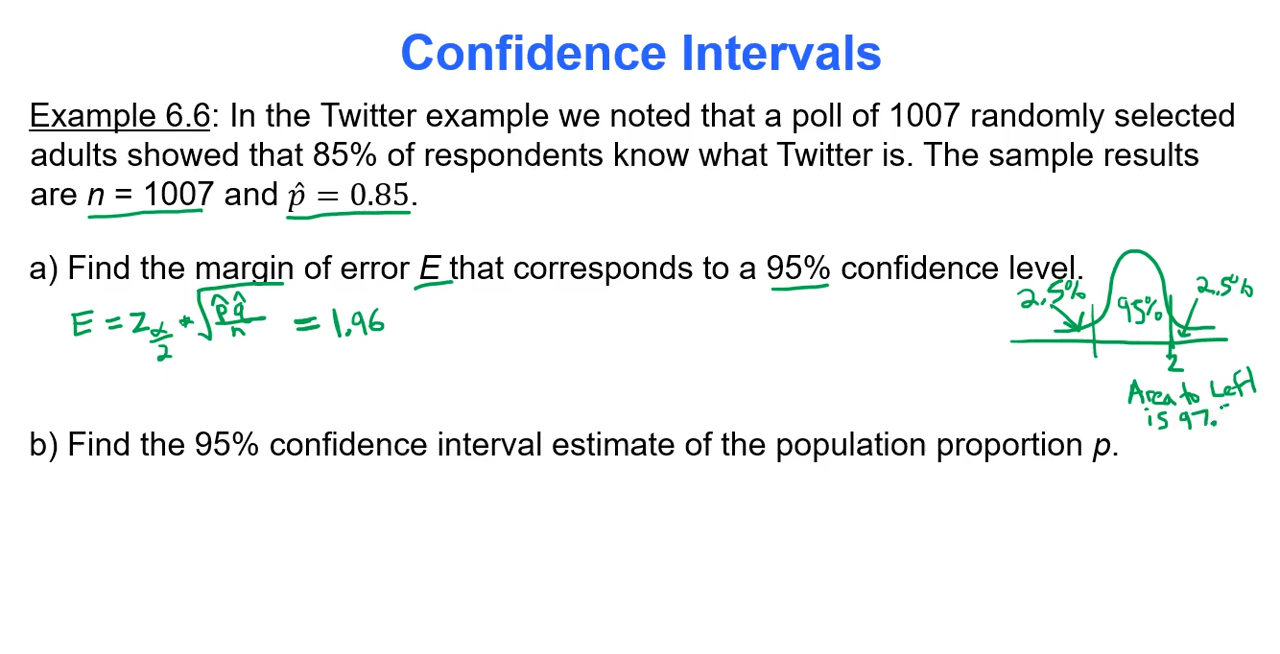 Confidence Intervals
Example 6.6: In the Twitter example we noted that a poll of 1007 randomly selected
adults showed that 85% of respondents know what Twitter is. The sample results
are n = 1007 and p̂ = 0.85.
a) Find the margin of error E that corresponds to a 95% confidence level.
E = Zα/2 * √(p̂q̂/n) = 1.96
2.5% 95% 2.5%
z
Area to Left
is 97.
b) Find the 95% confidence interval estimate of the population proportion p.